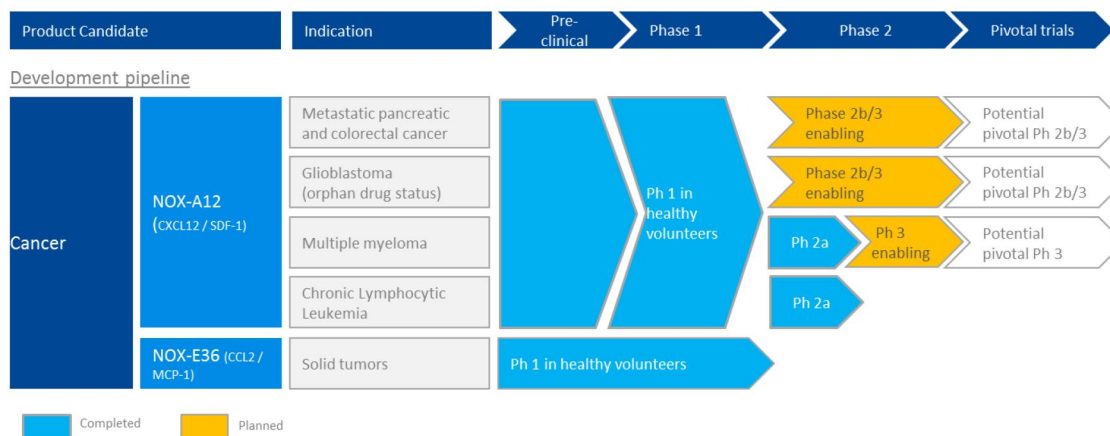 Product Candidate
Indication
Pre-
clinical
Phase 1
Phase 2
Pivotal trials
Development pipeline
Cancer
NOX-A12
(CXCL12 / SDF-1)
Metastatic pancreatic
and colorectal cancer
Glioblastoma
(orphan drug status)
Multiple myeloma
Chronic Lymphocytic
Leukemia
Ph 1 in
healthy
volunteers
Phase 2b/3
enabling
Potential
pivotal Ph 2b/3
Phase 2b/3
enabling
Potential
pivotal Ph 2b/3
Ph 2a
Ph 3
enabling
Potential
pivotal Ph 3
Ph 2a
NOX-E36 (CCL2 /
MCP-1)
Solid tumors
Ph 1 in healthy volunteers
Completed
Planned